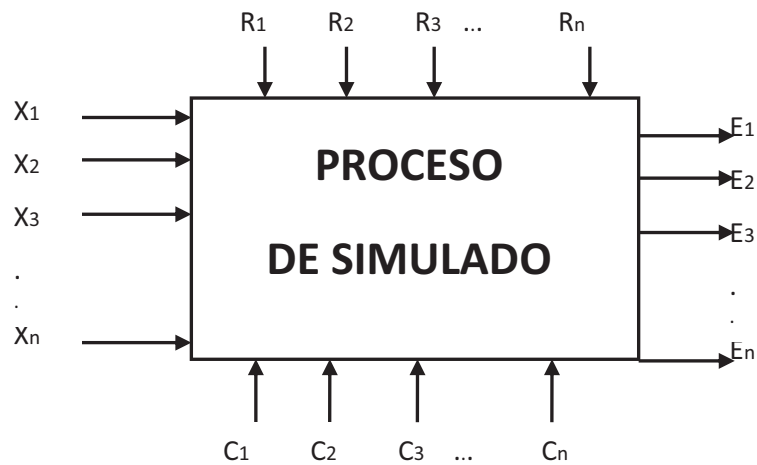 R1 R2 R3 ... Rn
X1
X2
X3
.
.
Xn
PROCESO
DE SIMULADO
E1
E2
E3
.
.
En
C1 C2 C3 ... Cn